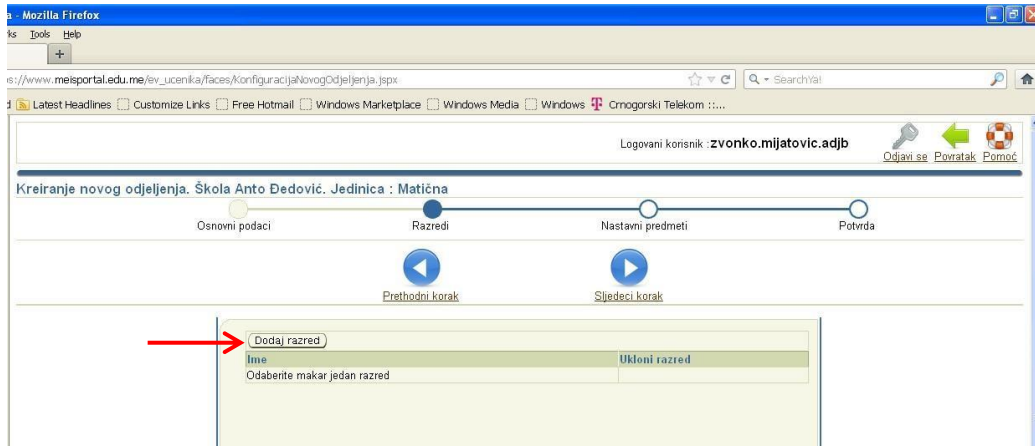 a - Mozilla Firefox
Tools Help
+
s://www.meisportal.edu.me/ev_ucenika/faces/KonfiguracijaNovogOdjeljenja.jspx SearchYa!
Latest Headlines Customize Links Free Hotmail Windows Marketplace Windows Media Windows Crnogorski Telekom ::...
Logovani korisnik :zvonko.mijatovic.adjb
Odjavi se Povratak Pomoć
Kreiranje novog odjeljenja. Škola Anto Đedović. Jedinica : Matična
Osnovni podaci Razredi Nastavni predmeti Potvrda
Prethodni korak Sljedeci korak
Dodaj razred
Ime Ukloni razred
Odaberite makar jedan razred